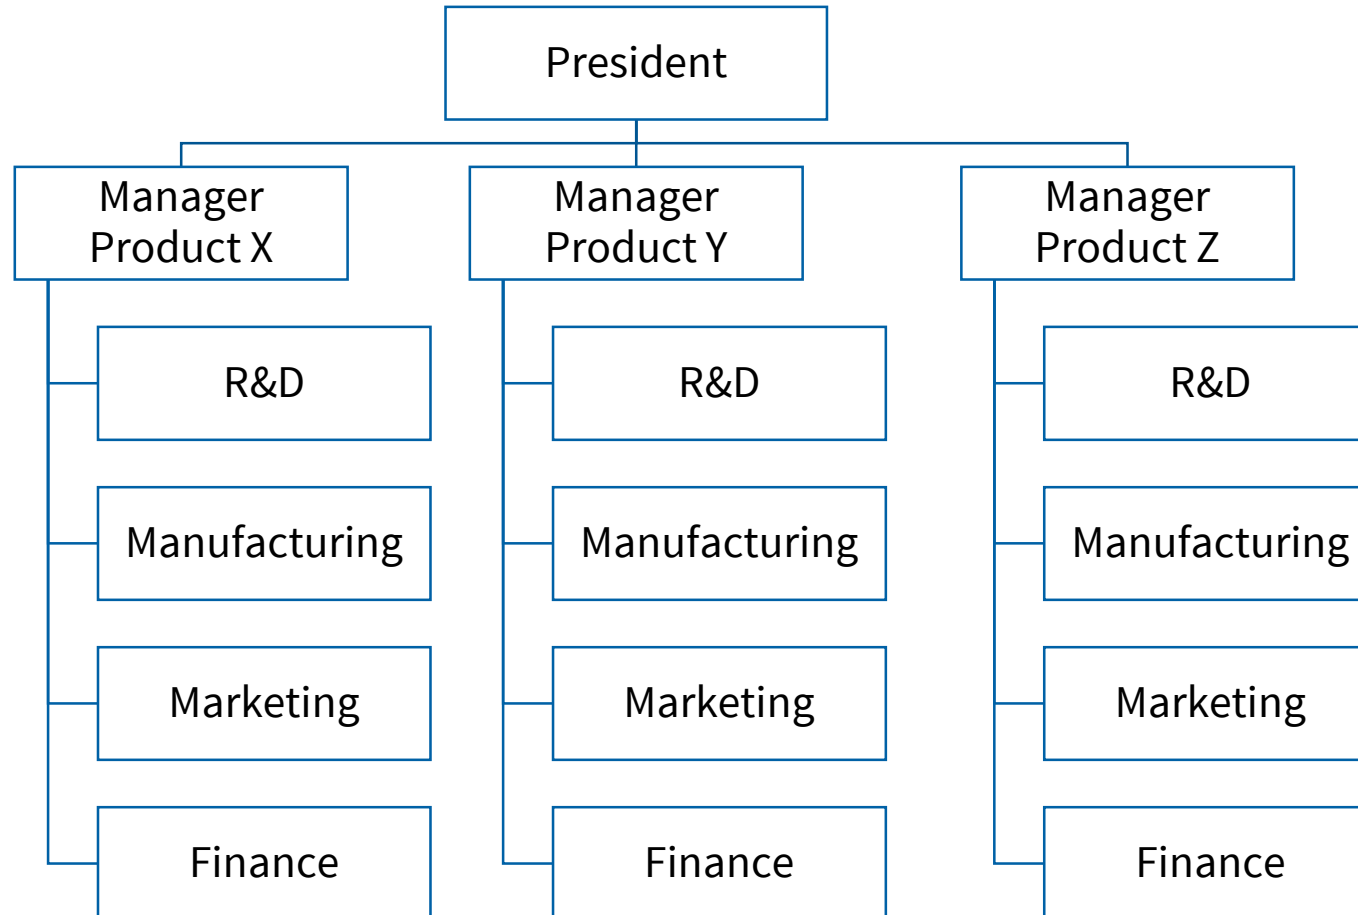 President
Manager
Product X
Manager
Product Y
Manager
Product Z
R&D
R&D
R&D
Manufacturing
Manufacturing
Manufacturing
Marketing
Marketing
Marketing
Finance
Finance
Finance